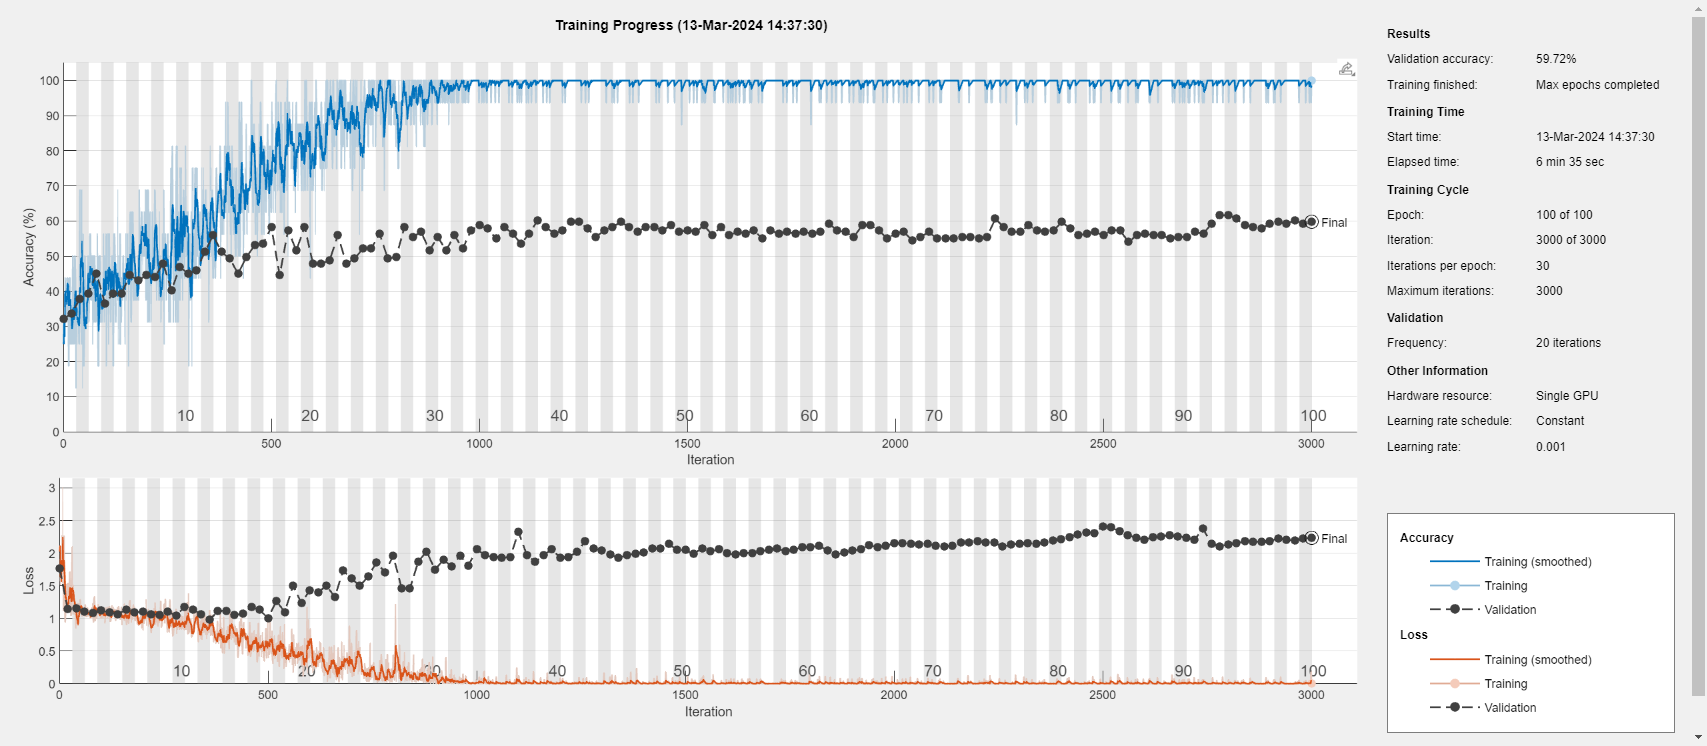 Training Progress (13-Mar-2024 14:37:30)
100
90
80
70
60
50
40
30
20
10
0
Accuracy (%)
Final
10 20 30 40 50 60 70 80 90 100
0 500 1000 1500 2000 2500 3000
Iteration
3
2.5
2
1.5
1
0.5
0
Loss
Final
10 20 30 40 50 60 70 80 90 100
0 500 1000 1500 2000 2500 3000
Iteration
Results
Validation accuracy: 59.72%
Training finished: Max epochs completed
Training Time
Start time: 13-Mar-2024 14:37:30
Elapsed time: 6 min 35 sec
Training Cycle
Epoch: 100 of 100
Iteration: 3000 of 3000
Iterations per epoch: 30
Maximum iterations: 3000
Validation
Frequency: 20 iterations
Other Information
Hardware resource: Single GPU
Learning rate schedule: Constant
Learning rate: 0.001
Accuracy
Training (smoothed)
Training
Validation
Loss
Training (smoothed)
Training
Validation